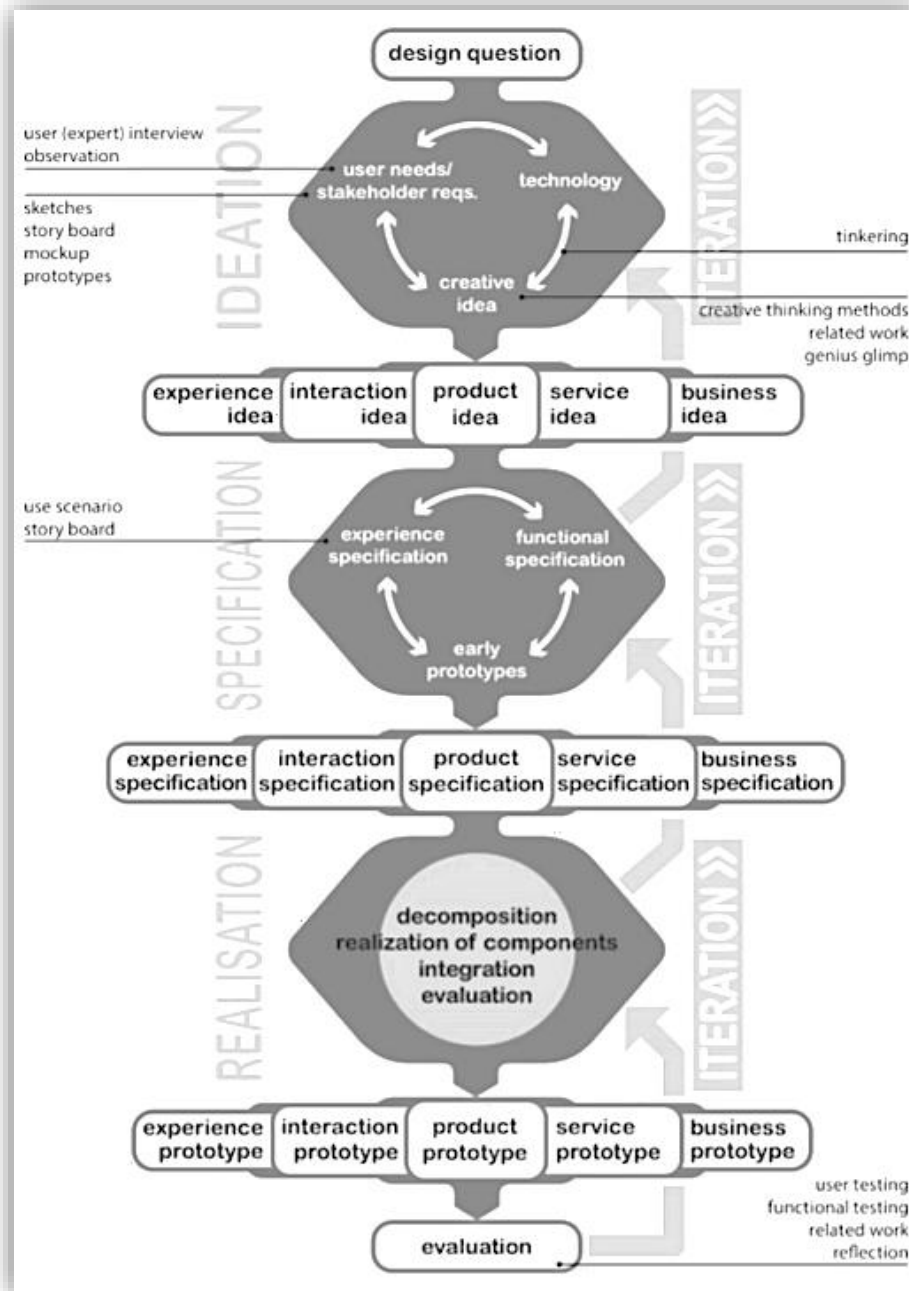 design question
IDEATION
ITERATION
user (expert) interview
observation
user needs/
stakeholder reqs.
technology
sketches
story board
mockup
prototypes
tinkering
creative
idea
creative thinking methods
related work
genius glimp
experience
idea
interaction
idea
product
idea
service
idea
business
idea
SPECIFICATION
ITERATION
use scenario
story board
experience
specification
functional
specification
early
prototypes
experience
specification
interaction
specification
product
specification
service
specification
business
specification
REALISATION
ITERATION
decomposition
realization of components
integration
evaluation
experience
prototype
interaction
prototype
product
prototype
service
prototype
business
prototype
user testing
functional testing
related work
reflection
evaluation